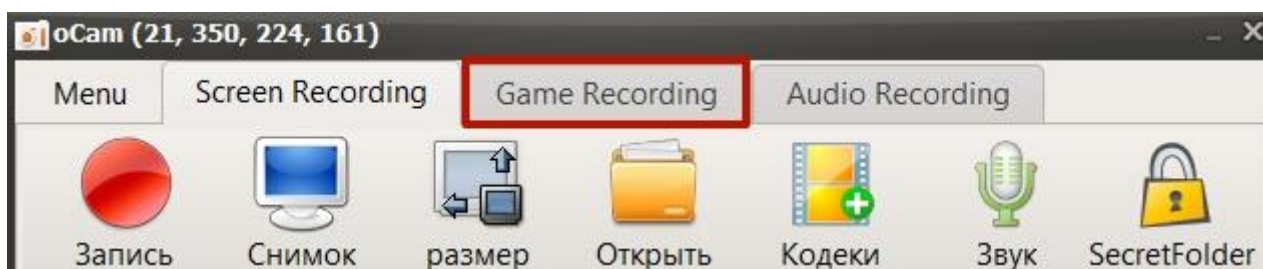 oCam (21, 350, 224, 161)
Menu Screen Recording Game Recording Audio Recording
Запись Снимок размер Открыть Кодеки Звук SecretFolder